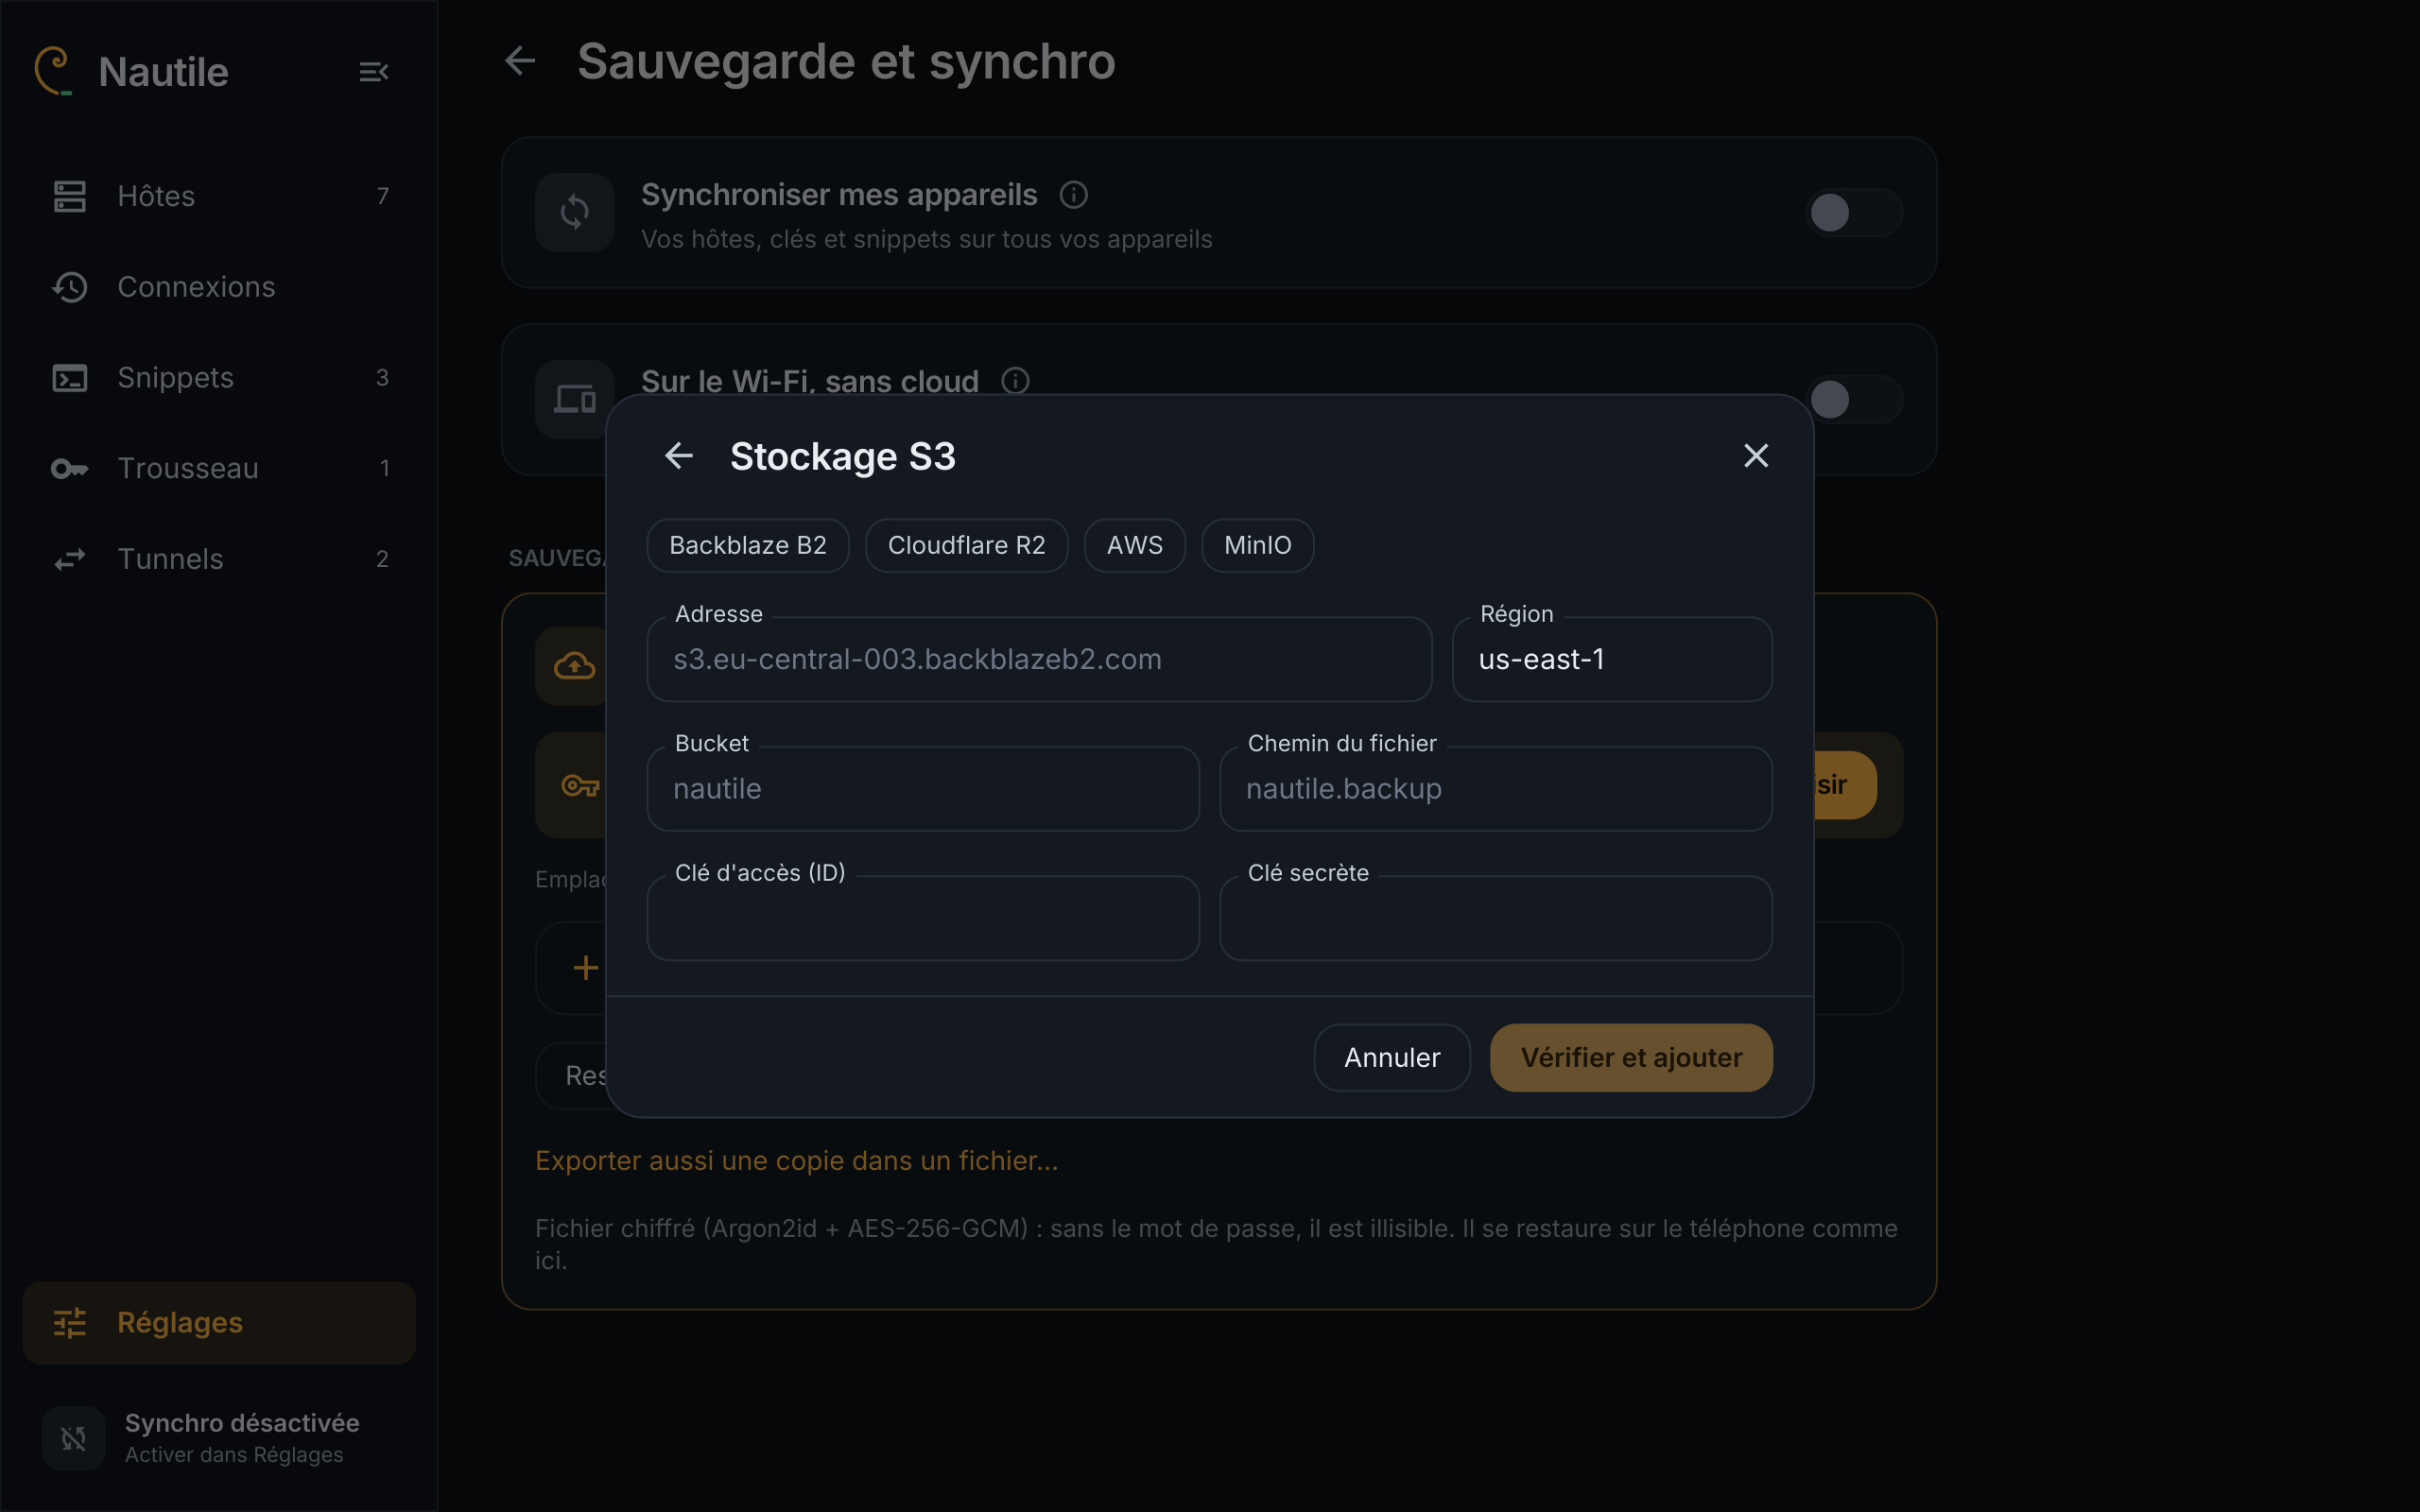 Nautile
Hôtes 7
Connexions
Snippets 3
Trousseau 1
Tunnels 2
Réglages
Synchro désactivée
Activer dans Réglages
Sauvegarde et synchro
Synchroniser mes appareils
Vos hôtes, clés et snippets sur tous vos appareils
Sur le Wi-Fi, sans cloud
Stockage S3
Backblaze B2 Cloudflare R2 AWS MinIO
Adresse Région
s3.eu-central-003.backblazeb2.com us-east-1
Bucket Chemin du fichier
nautile nautile.backup
Clé d'accès (ID) Clé secrète
Annuler Vérifier et ajouter
Exporter aussi une copie dans un fichier...
Fichier chiffré (Argon2id + AES-256-GCM) : sans le mot de passe, il est illisible. Il se restaure sur le téléphone comme
ici.